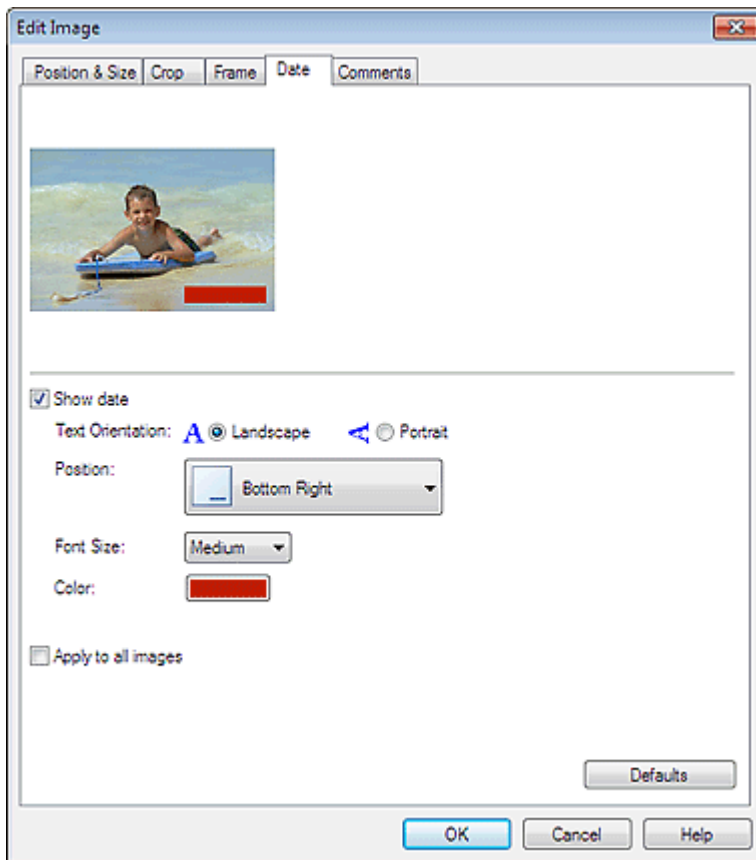 Edit Image
Position & Size Crop Frame Date Comments
Show date
Text Orientation: A Landscape A Portrait
Position: Bottom Right
Font Size: Medium
Color:
Apply to all images
Defaults
OK Cancel Help